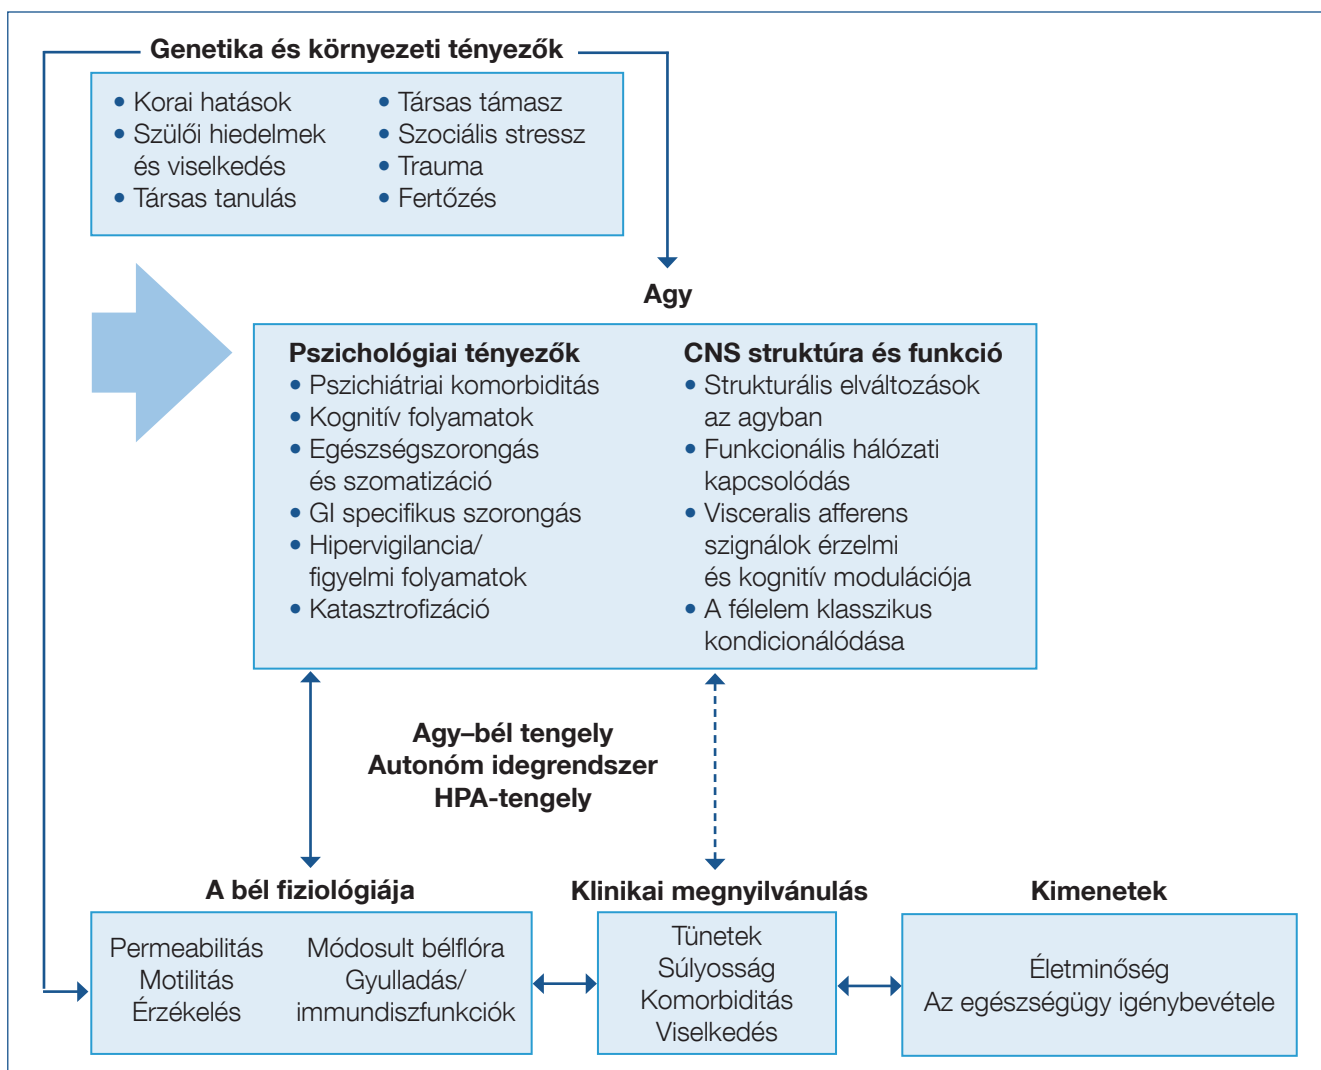 Genetika és környezeti tényezők
• Korai hatások
• Szülői hiedelmek
és viselkedés
• Társas tanulás
• Társas támasz
• Szociális stressz
• Trauma
• Fertőzés
Agy
Pszichológiai tényezők
• Pszichiátriai komorbiditás
• Kognitív folyamatok
• Egészségszorongás
és szomatizáció
• GI specifikus szorongás
• Hipervigilancia/
figyelmi folyamatok
• Katasztrofizáció
CNS struktúra és funkció
• Strukturális elváltozások
az agyban
• Funkcionális hálózati
kapcsolódás
• Visceralis afferens
szignálok érzelmi
és kognitív modulációja
• A félelem klasszikus
kondicionálódása
Agy–bél tengely
Autonóm idegrendszer
HPA-tengely
A bél fiziológiája
Permeabilitás
Motilitás
Érzékelés
Módosult bélflóra
Gyulladás/
immundiszfunkciók
Klinikai megnyilvánulás
Tünetek
Súlyosság
Komorbiditás
Viselkedés
Kimenetek
Életminőség
Az egészségügy igénybevétele